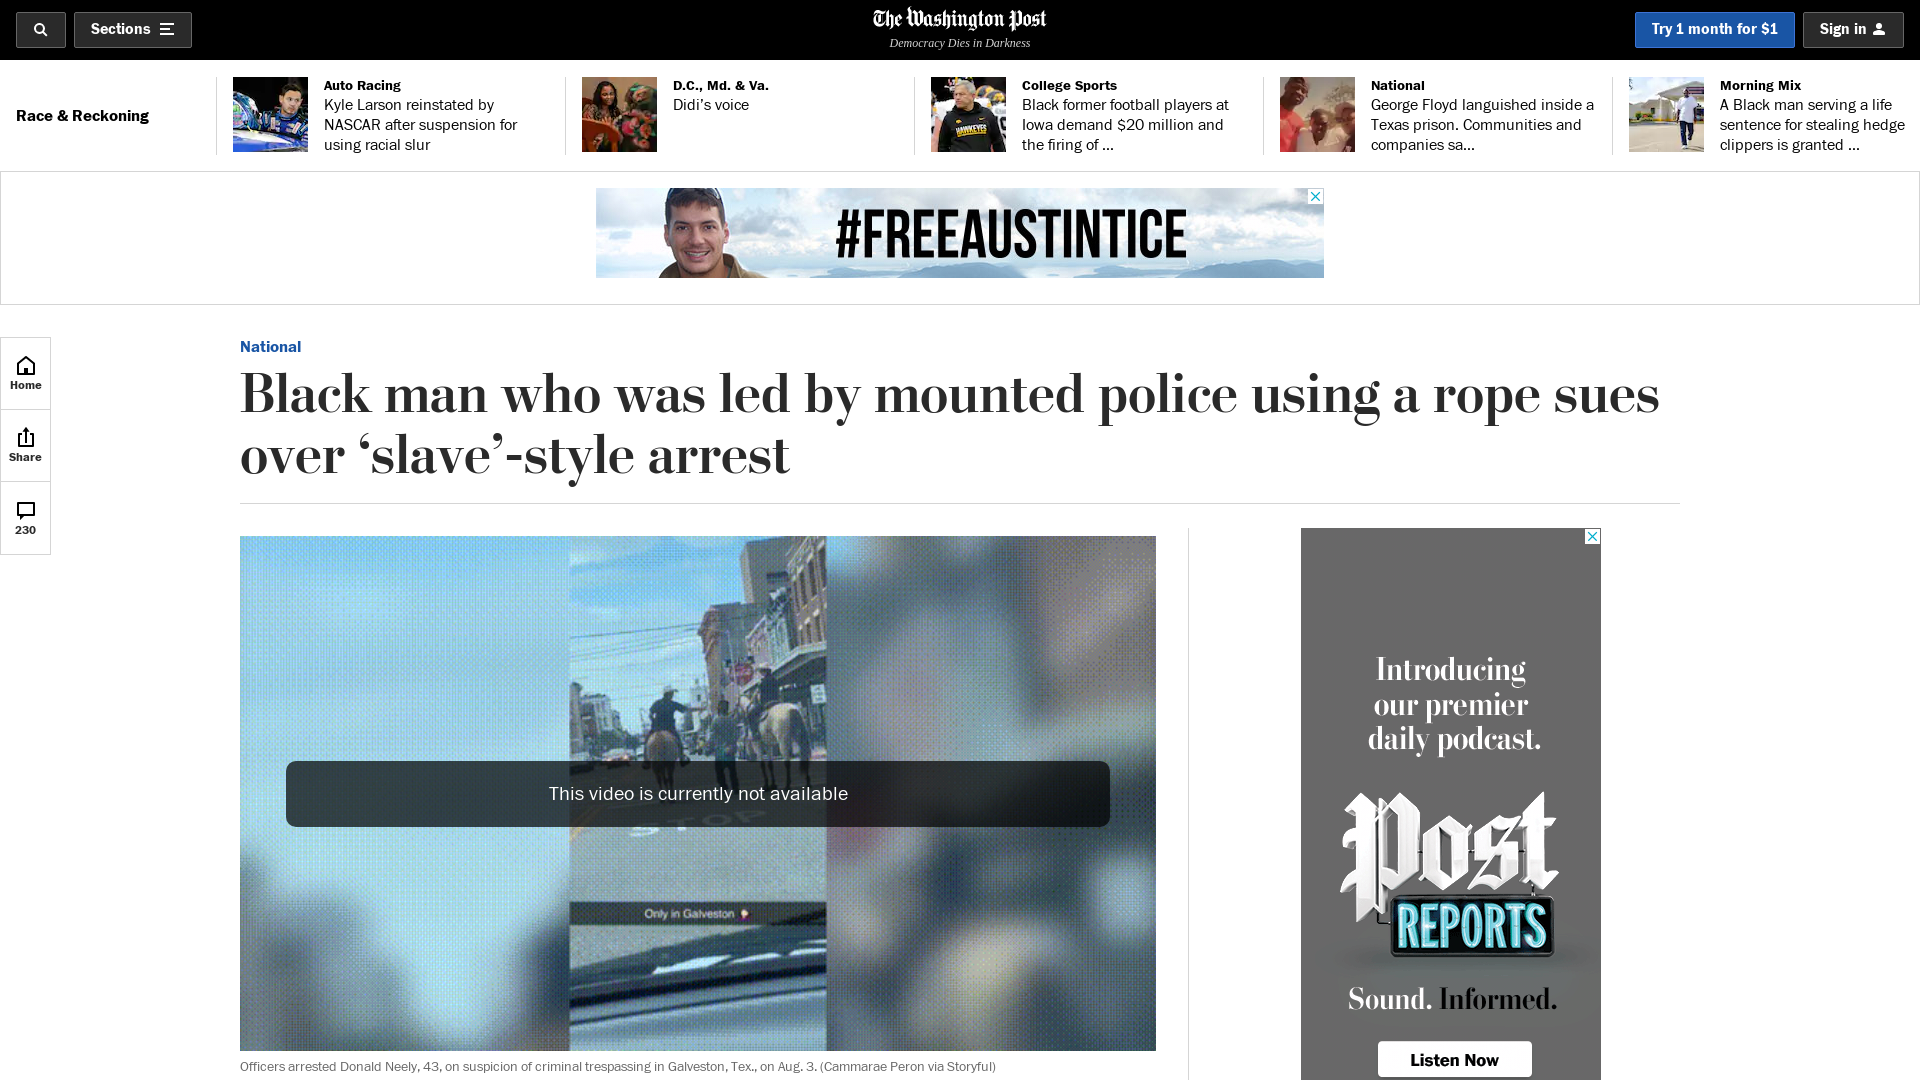 Sections
The Washington Post
Democracy Dies in Darkness
Try 1 month for $1
Sign in
Race & Reckoning
Auto Racing
Kyle Larson reinstated by
NASCAR after suspension for
using racial slur
D.C., Md. & Va.
Didi’s voice
College Sports
Black former football players at
Iowa demand $20 million and
the firing of ...
HAWKEYES
National
George Floyd languished inside a
Texas prison. Communities and
companies sa...
Morning Mix
A Black man serving a life
sentence for stealing hedge
clippers is granted ...
#FREEAUSTINTICE
Home
Share
230
National
Black man who was led by mounted police using a rope sues
over ‘slave’-style arrest
This video is currently not available
STOP
Only in Galveston
Officers arrested Donald Neely, 43, on suspicion of criminal trespassing in Galveston, Tex., on Aug. 3. (Cammarae Peron via Storyful)
Introducing
our premier
daily podcast.
Post
REPORTS
Sound. Informed.
Listen Now